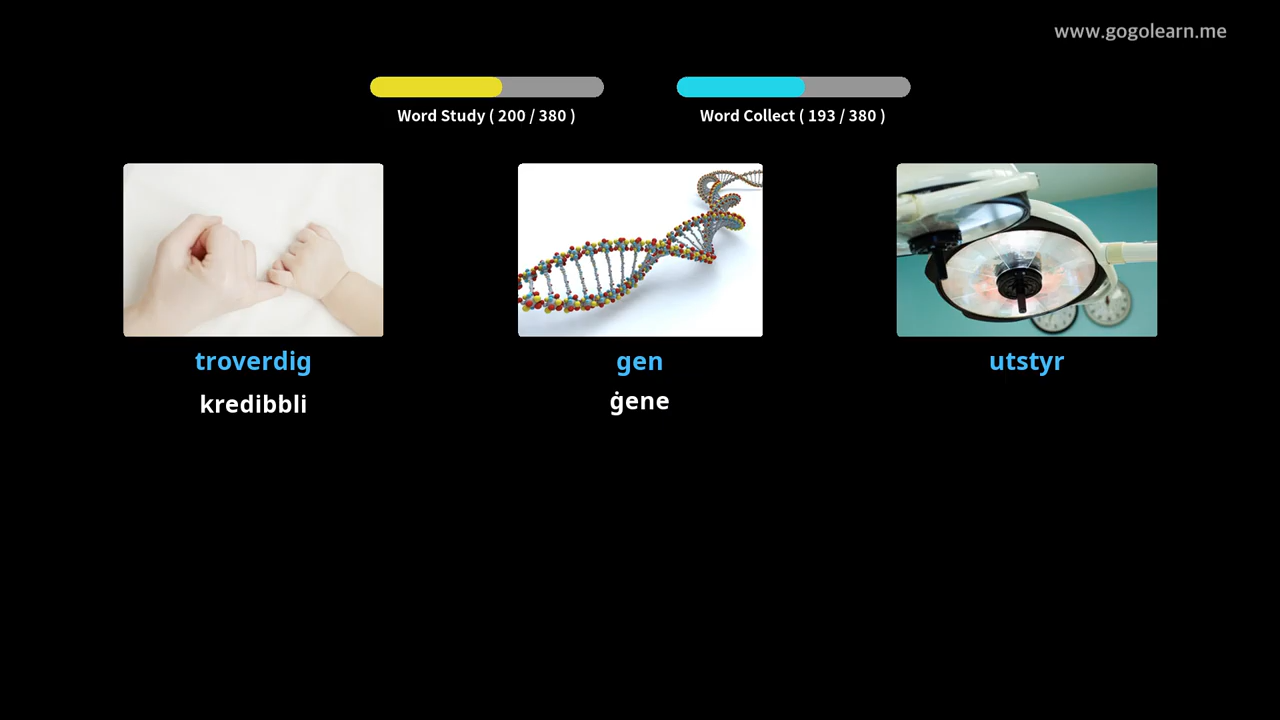 www.gogolearn.me
Word Study ( 200 / 380 )
Word Collect ( 193 / 380 )
troverdig
gen
utstyr
kredibbli
ġene